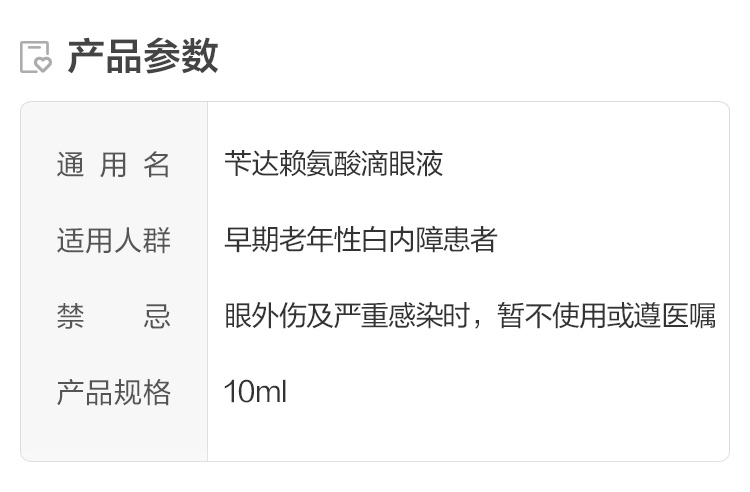 产品参数
通用名 苄达赖氨酸滴眼液
适用人群 早期老年性白内障患者
禁忌 眼外伤及严重感染时，暂不使用或遵医嘱
产品规格 10ml